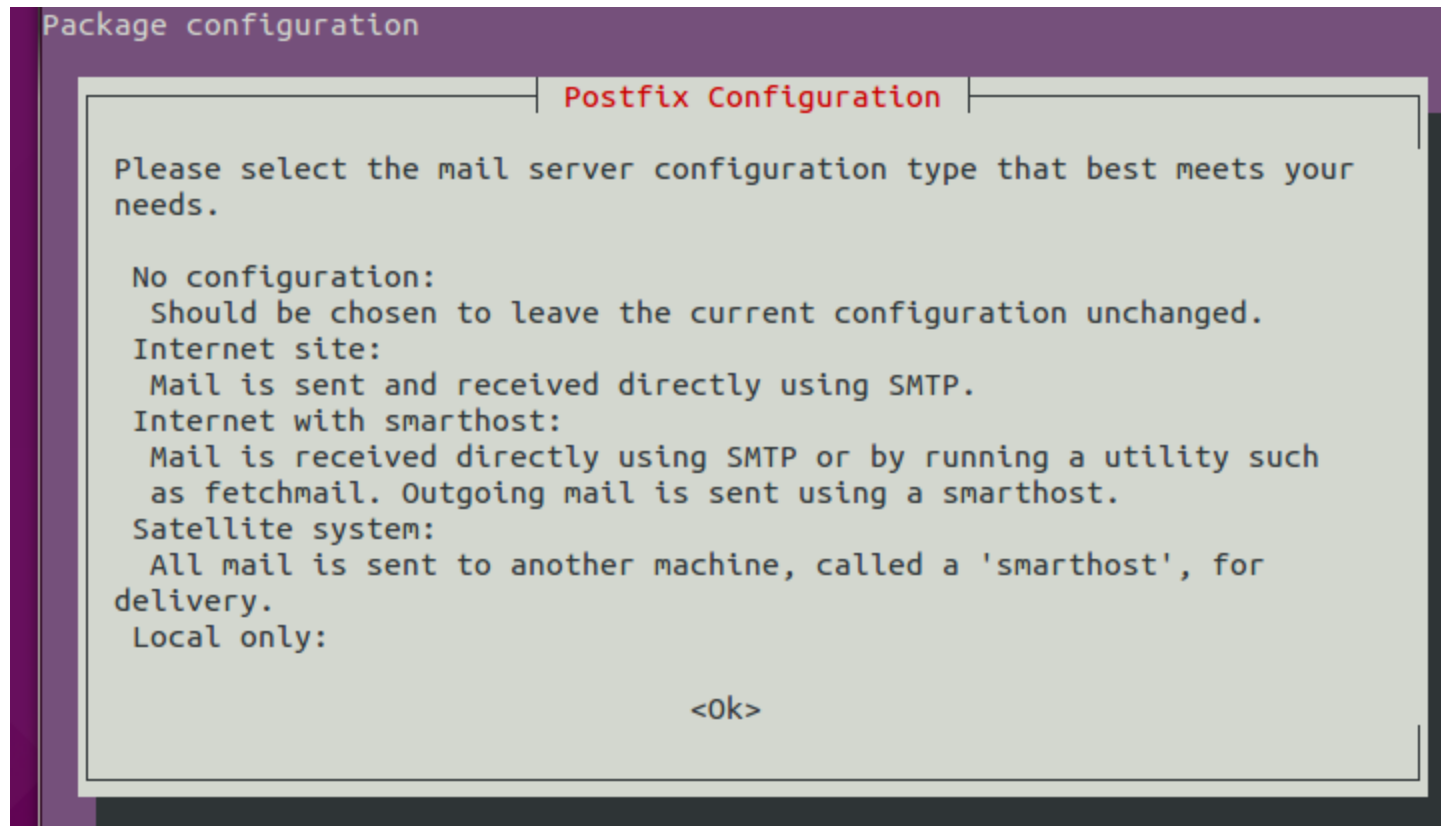 Package configuration
Postfix Configuration
Please select the mail server configuration type that best meets your
needs.
No configuration:
Should be chosen to leave the current configuration unchanged.
Internet site:
Mail is sent and received directly using SMTP.
Internet with smarthost:
Mail is received directly using SMTP or by running a utility such
as fetchmail. Outgoing mail is sent using a smarthost.
Satellite system:
All mail is sent to another machine, called a 'smarthost', for
delivery.
Local only:
<Ok>